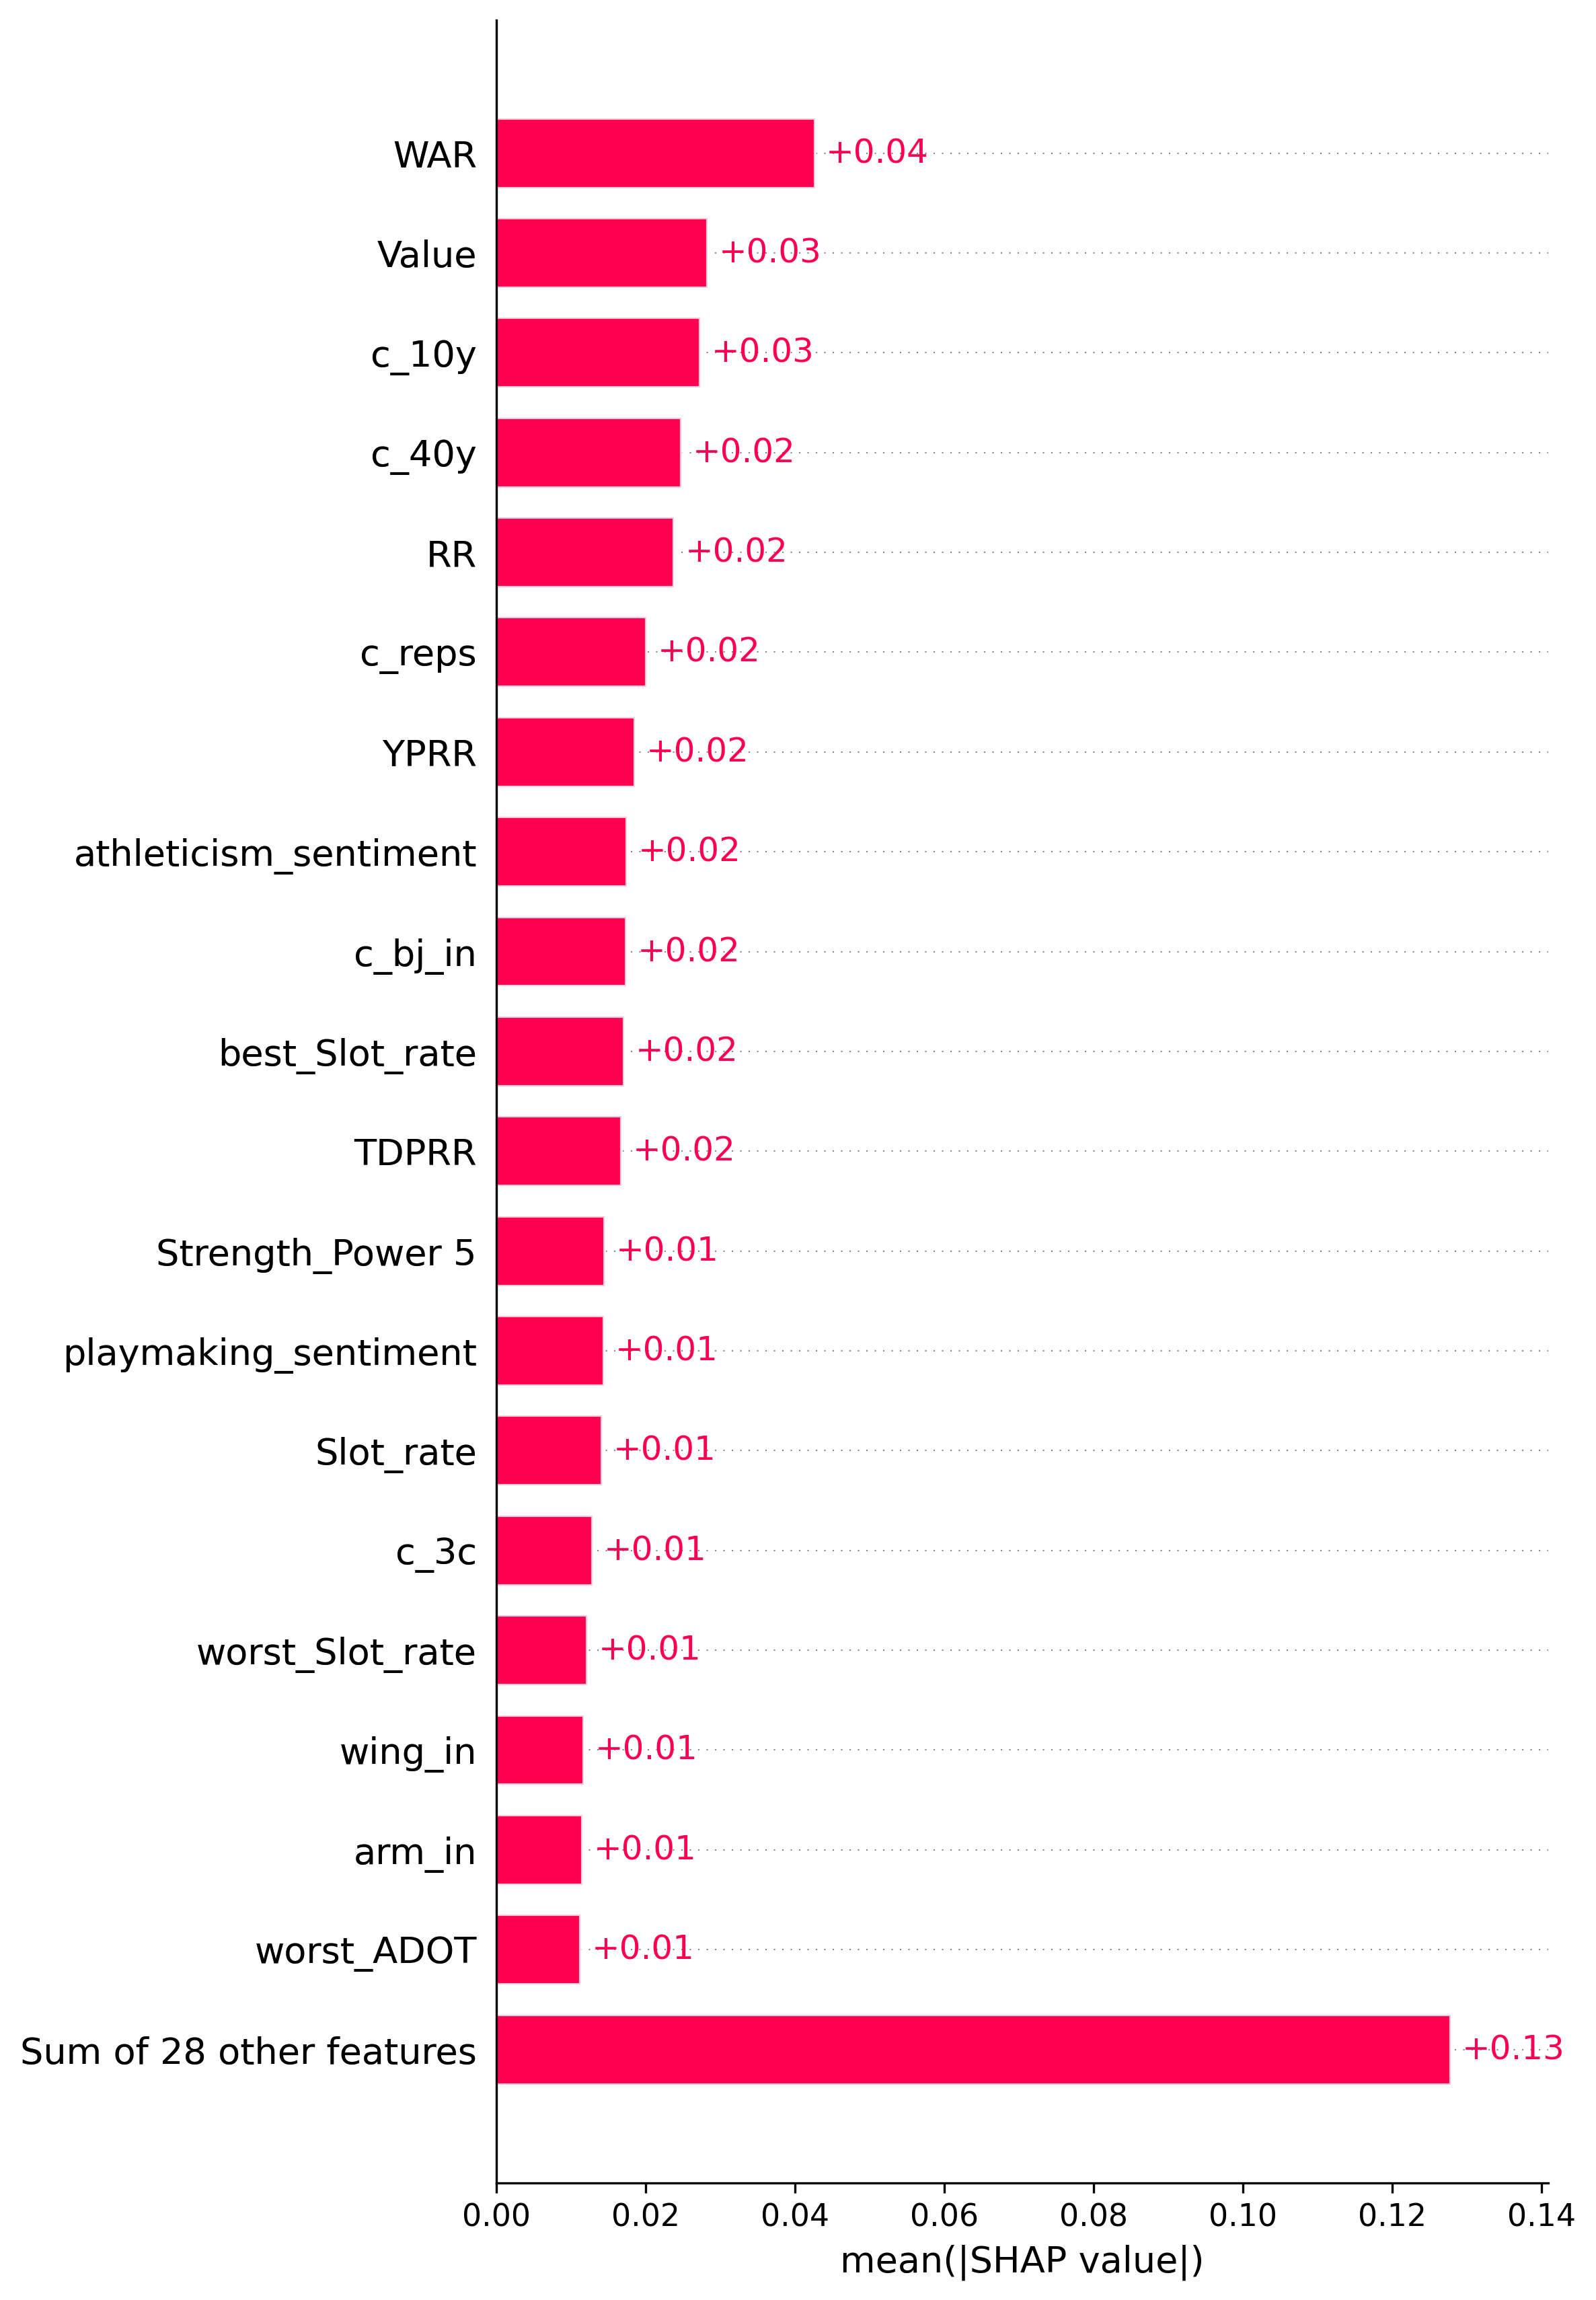 WAR +0.04
Value +0.03
c_10y +0.03
c_40y +0.02
RR +0.02
c_reps +0.02
YPRR +0.02
athleticism_sentiment +0.02
c_bj_in +0.02
best_Slot_rate +0.02
TDPRR +0.02
Strength_Power 5 +0.01
playmaking_sentiment +0.01
Slot_rate +0.01
c_3c +0.01
worst_Slot_rate +0.01
wing_in +0.01
arm_in +0.01
worst_ADOT +0.01
Sum of 28 other features +0.13
0.00 0.02 0.04 0.06 0.08 0.10 0.12 0.14
mean(|SHAP value|)